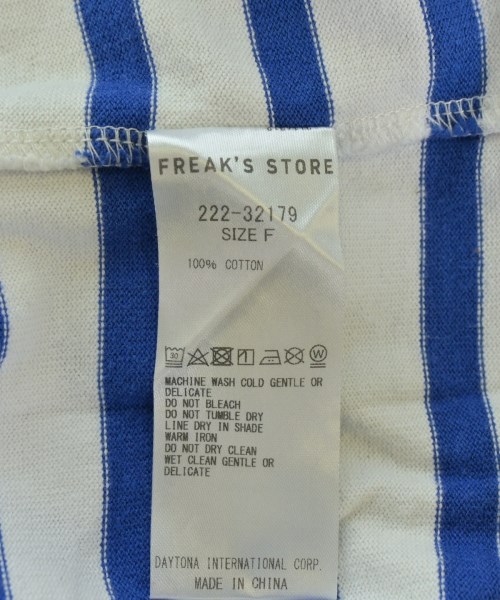 FREAK'S STORE
222-32179
SIZE F
100% COTTON
30
MACHINE WASH COLD GENTLE OR
DELICATE
DO NOT BLEACH
DO NOT TUMBLE DRY
LINE DRY IN SHADE
WARM IRON
DO NOT DRY CLEAN
WET CLEAN GENTLE OR
DELICATE
DAYTONA INTERNATIONAL CORP.
MADE IN CHINA